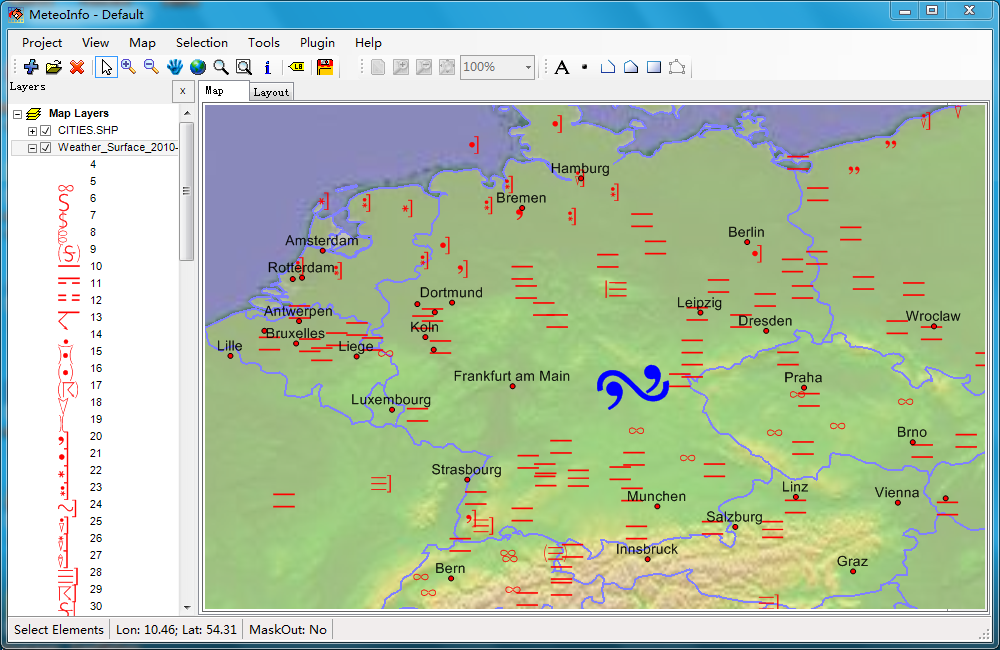 MeteoInfo - Default
Project View Map Selection Tools Plugin Help
LB
100%
A
Layers
x
Map
Layout
Map Layers
CITIES.SHP
Weather_Surface_2010-
4
5
6
7
8
9
10
11
12
13
14
15
16
17
18
20
21
22
23
24
25
26
27
28
29
30
Hamburg
Bremen
Berlin
Amsterdam
Rotterdam
Dortmund
Leipzig
Antwerpen
Wroclaw
Dresden
Koln
Bruxelles
Lille
Liege
Frankfurt am Main
Praha
Luxembourg
Brno
Strasbourg
Linz
Munchen
Vienna
Salzburg
Innsbruck
Graz
Bern
Select Elements Lon: 10.46; Lat: 54.31 MaskOut: No